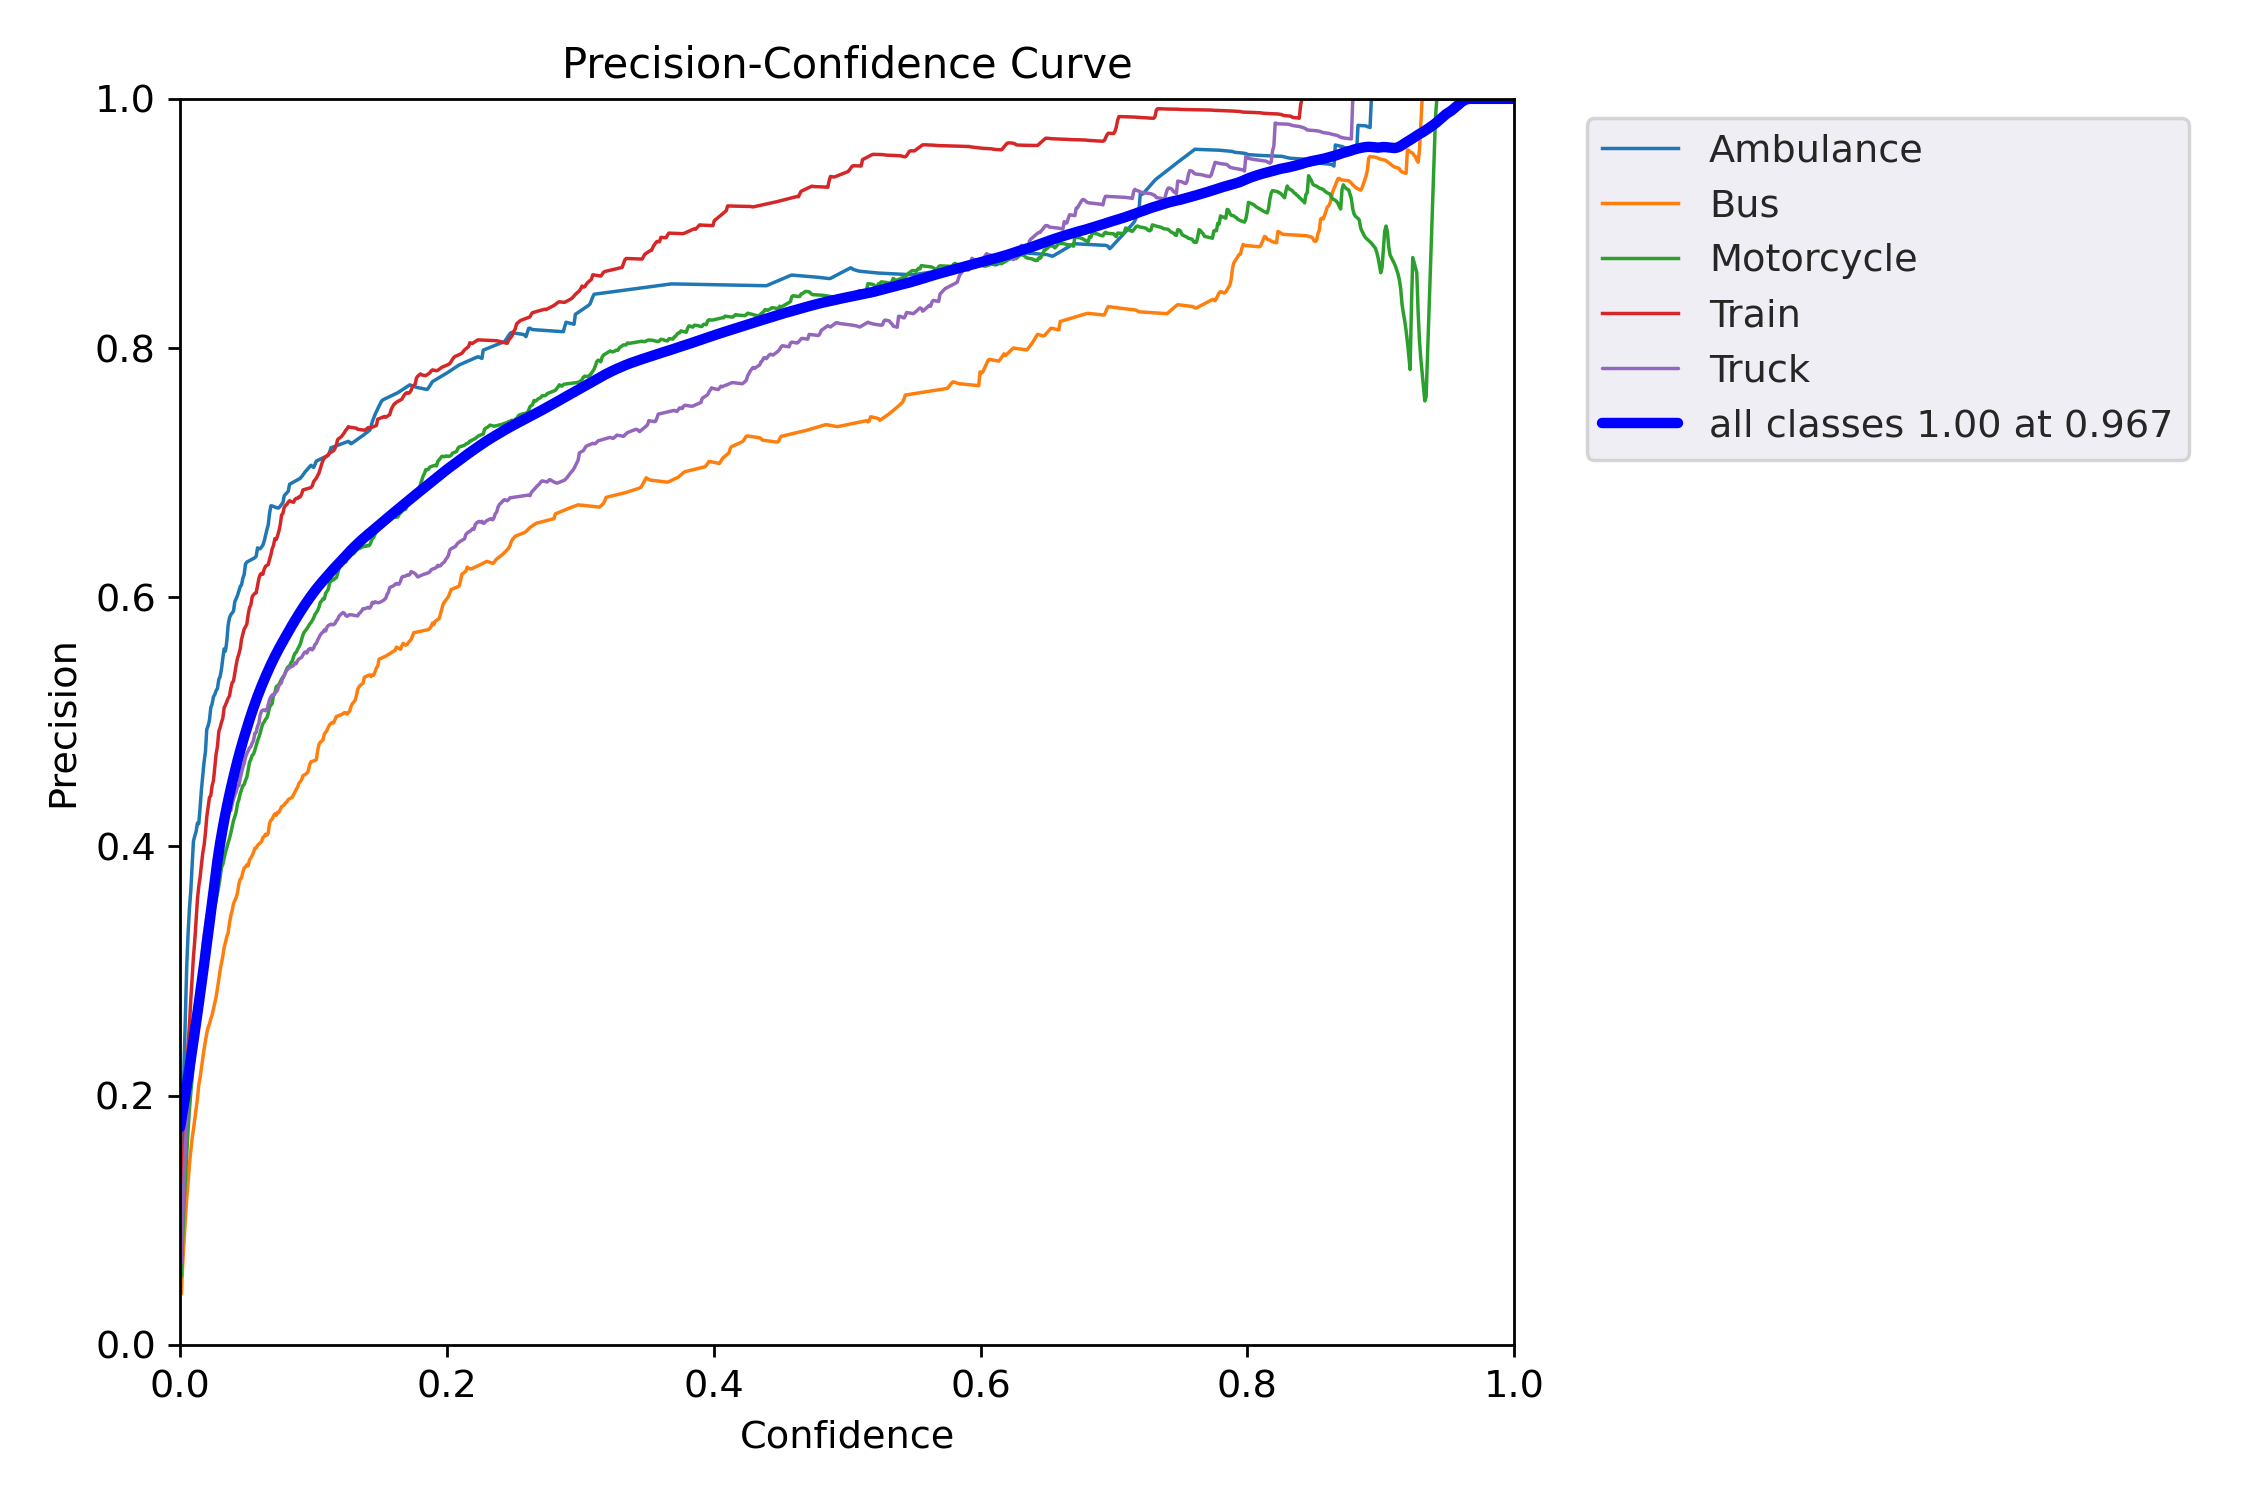 Precision-Confidence Curve
1.0
0.8
0.6
0.4
0.2
0.0
Precision
0.0 0.2 0.4 0.6 0.8 1.0
Confidence
Ambulance
Bus
Motorcycle
Train
Truck
all classes 1.00 at 0.967